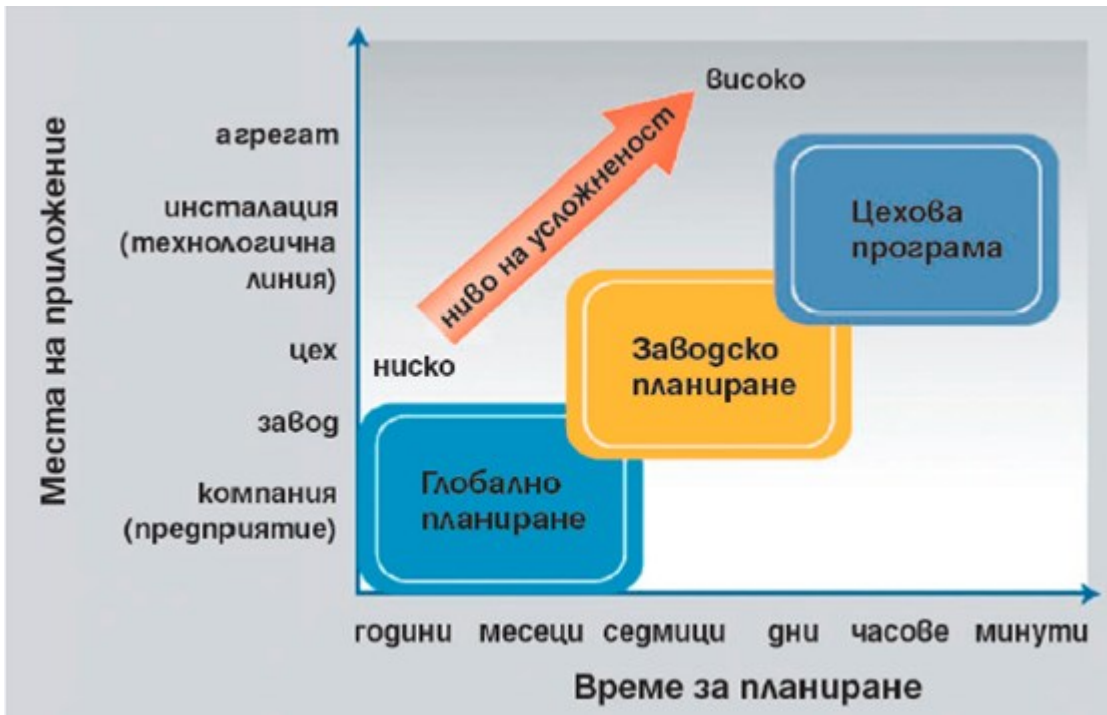 Места на приложение
агрегат
инсталация
(технологична
линия)
цех
завод
компания
(предприятие)
високо
ниво на усложненост
ниско
Цехова
програма
Заводско
планиране
Глобално
планиране
години месеци седмици дни часове минути
Време за планиране